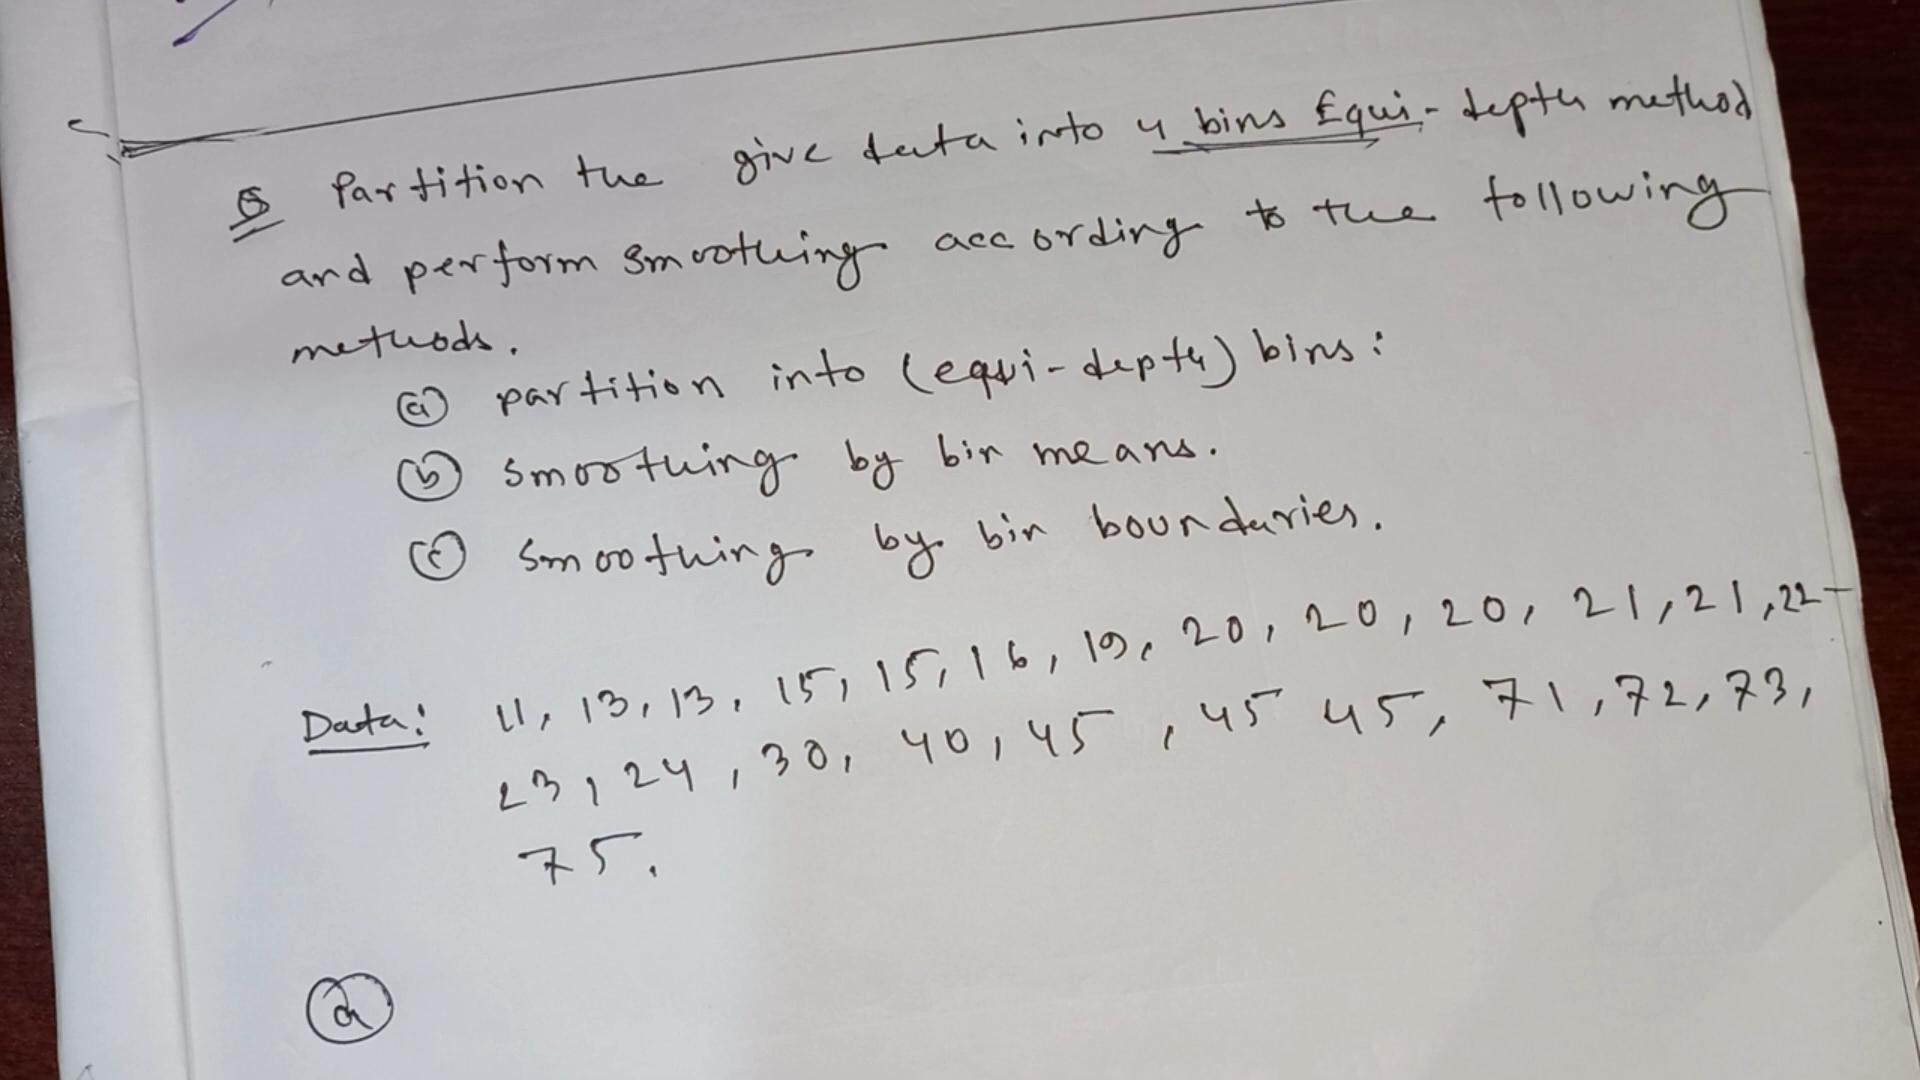 Q Partition the give data into 4 bins Equi-depth method
and perform smoothing according to the following
methods.
(a) partition into (equi-depth) bins:
(b) smoothing by bin means.
(c) smoothing by bin boundaries.
Data: 11, 13, 13, 15, 15, 16, 19, 20, 20, 20, 21, 21, 22
23, 24, 30, 40, 45, 45 45, 71, 72, 73,
75.
(a)